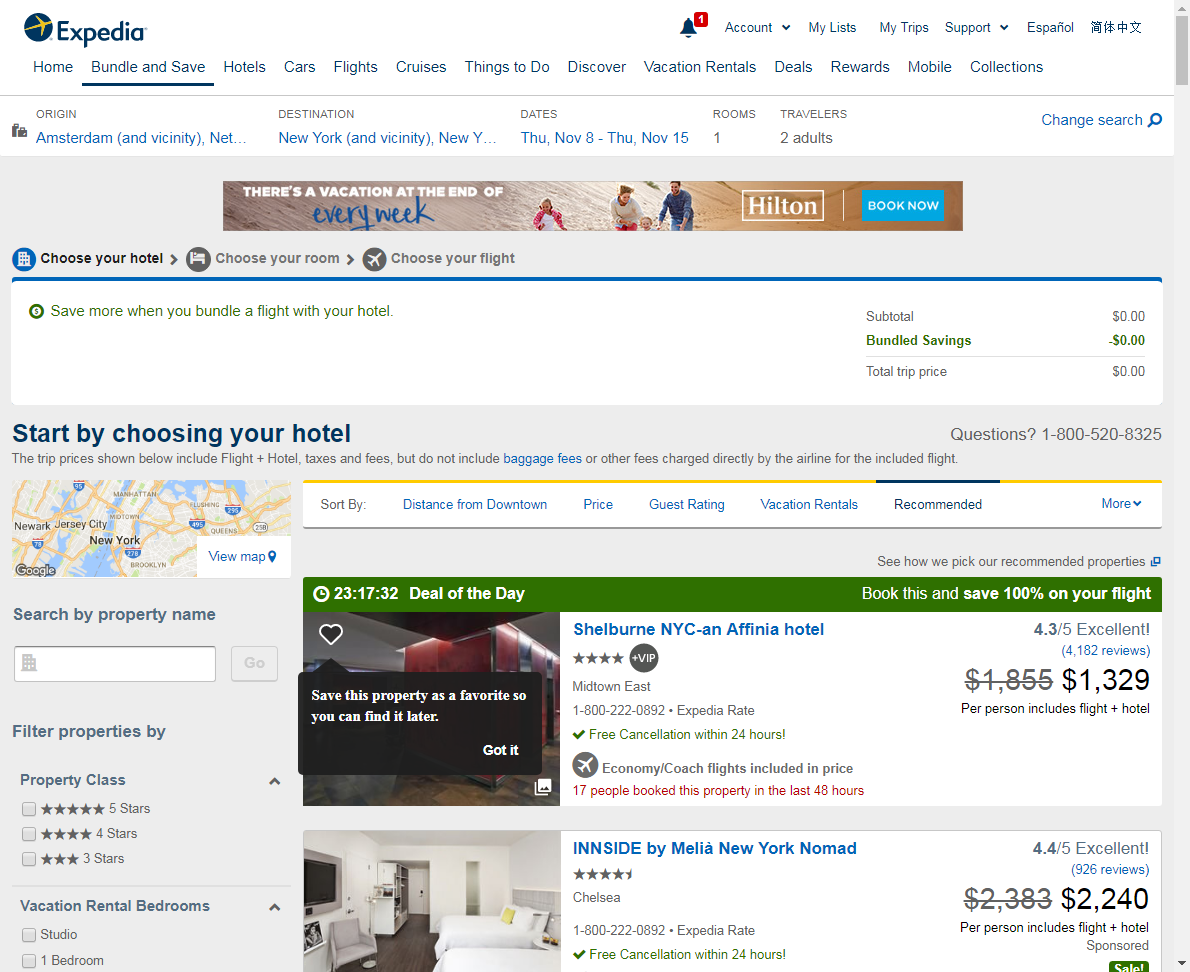 Expedia
1
Account
My Lists
My Trips
Support
Español
简体中文
Home
Bundle and Save
Hotels
Cars
Flights
Cruises
Things to Do
Discover
Vacation Rentals
Deals
Rewards
Mobile
Collections
ORIGIN
Amsterdam (and vicinity), Net...
DESTINATION
New York (and vicinity), New Y...
DATES
Thu, Nov 8 - Thu, Nov 15
ROOMS
1
TRAVELERS
2 adults
Change search
THERE'S A VACATION AT THE END OF
everyweek
Hilton
BOOK NOW
Choose your hotel
Choose your room
Choose your flight
Save more when you bundle a flight with your hotel.
Subtotal $0.00
Bundled Savings -$0.00
Total trip price $0.00
Start by choosing your hotel
Questions? 1-800-520-8325
The trip prices shown below include Flight + Hotel, taxes and fees, but do not include baggage fees or other fees charged directly by the airline for the included flight.
95
MANHATTAN
FLUSHING
295
Newark
Jersey City
MIDTOWN
495
QUEENS
25B
78
New York
278
BROOKLYN
Google
View map
Sort By:
Distance from Downtown
Price
Guest Rating
Vacation Rentals
Recommended
More
See how we pick our recommended properties
Search by property name
Go
Filter properties by
Property Class
5 Stars
4 Stars
3 Stars
Vacation Rental Bedrooms
Studio
1 Bedroom
23:17:32 Deal of the Day
Book this and save 100% on your flight
Save this property as a favorite so
you can find it later.
Got it
Shelburne NYC-an Affinia hotel
+VIP
Midtown East
1-800-222-0892 • Expedia Rate
Free Cancellation within 24 hours!
Economy/Coach flights included in price
17 people booked this property in the last 48 hours
4.3/5 Excellent!
(4,182 reviews)
$1,855 $1,329
Per person includes flight + hotel
INNSIDE by Melià New York Nomad
Chelsea
1-800-222-0892 • Expedia Rate
Free Cancellation within 24 hours!
4.4/5 Excellent!
(926 reviews)
$2,383 $2,240
Per person includes flight + hotel
Sponsored
Sale!